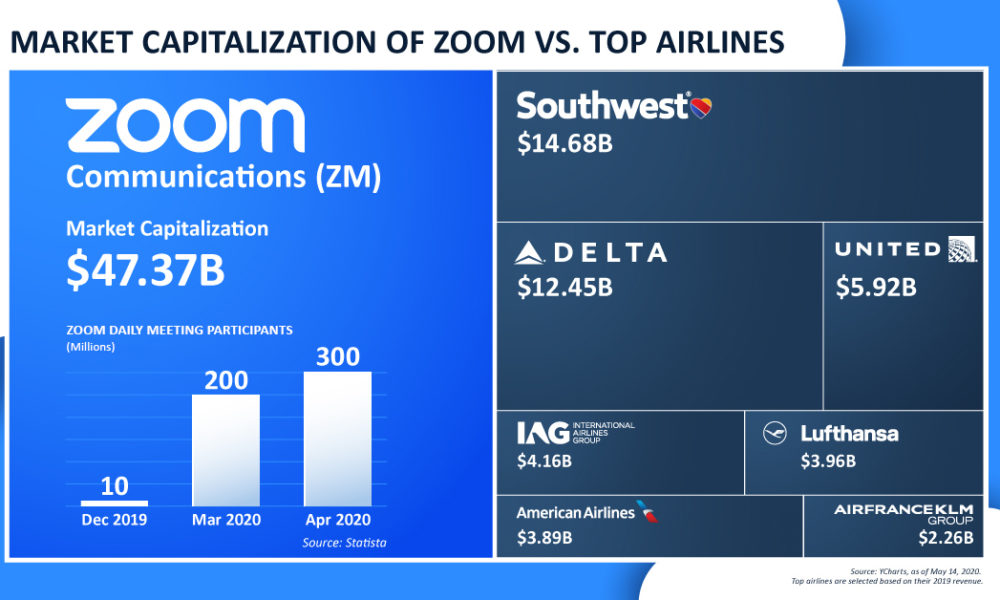 MARKET CAPITALIZATION OF ZOOM VS. TOP AIRLINES
zoom
Communications (ZM)
Market Capitalization
$47.37B
ZOOM DAILY MEETING PARTICIPANTS
(Millions)
300
200
10
Dec 2019 Mar 2020 Apr 2020
Source: Statista
Southwest®
$14.68B
DELTA
$12.45B
UNITED
$5.92B
IAG INTERNATIONAL
AIRLINES
GROUP
$4.16B
Lufthansa
$3.96B
American Airlines
$3.89B
AIRFRANCE KLM
GROUP
$2.26B
Source: YCharts, as of May 14, 2020.
Top airlines are selected based on their 2019 revenue.